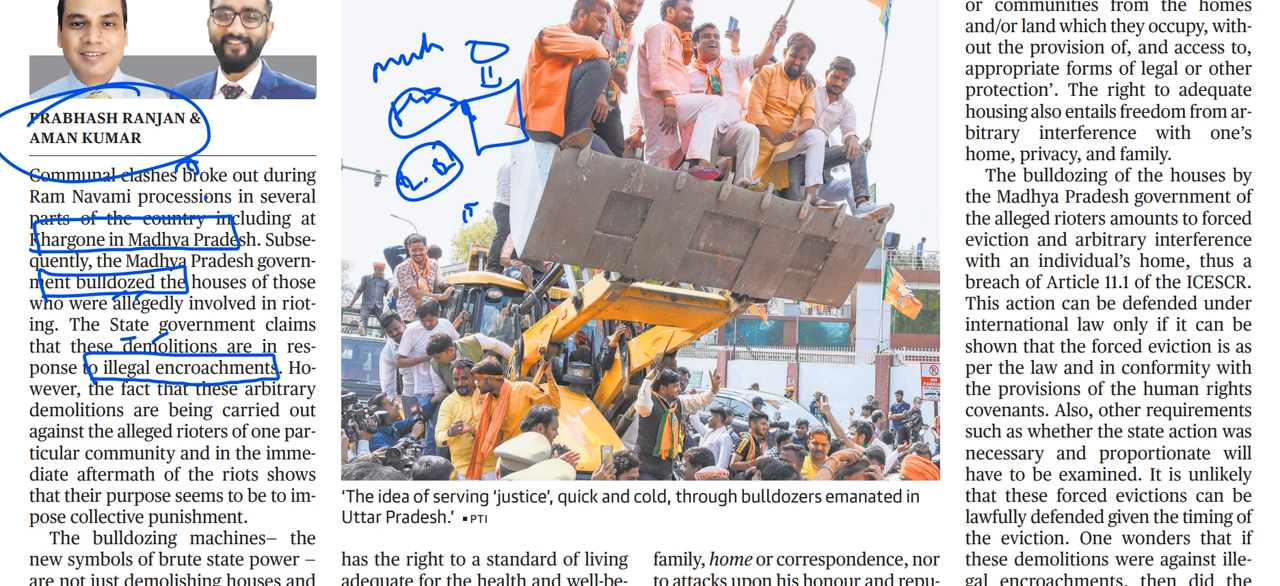 PRABHASH RANJAN &
AMAN KUMAR
Communal clashes broke out during
Ram Navami processions in several
parts of the country including at
Khargone in Madhya Pradesh. Subse-
quently, the Madhya Pradesh govern-
ment bulldozed the houses of those
who were allegedly involved in riot-
ing. The State government claims
that these demolitions are in res-
ponse to illegal encroachments. Ho-
wever, the fact that these arbitrary
demolitions are being carried out
against the alleged rioters of one par-
ticular community and in the imme-
diate aftermath of the riots shows
that their purpose seems to be to im-
pose collective punishment.
The bulldozing machines– the
new symbols of brute state power –
are not just demolishing houses and
'The idea of serving 'justice', quick and cold, through bulldozers emanated in
Uttar Pradesh.' ▪PTI
has the right to a standard of living
adequate for the health and well-be-
family, home or correspondence, nor
to attacks upon his honour and repu-
or communities from the homes
and/or land which they occupy, with-
out the provision of, and access to,
appropriate forms of legal or other
protection'. The right to adequate
housing also entails freedom from ar-
bitrary interference with one's
home, privacy, and family.
The bulldozing of the houses by
the Madhya Pradesh government of
the alleged rioters amounts to forced
eviction and arbitrary interference
with an individual's home, thus a
breach of Article 11.1 of the ICESCR.
This action can be defended under
international law only if it can be
shown that the forced eviction is as
per the law and in conformity with
the provisions of the human rights
covenants. Also, other requirements
such as whether the state action was
necessary and proportionate will
have to be examined. It is unlikely
that these forced evictions can be
lawfully defended given the timing of
the eviction. One wonders that if
these demolitions were against ille-
gal encroachments, then did the